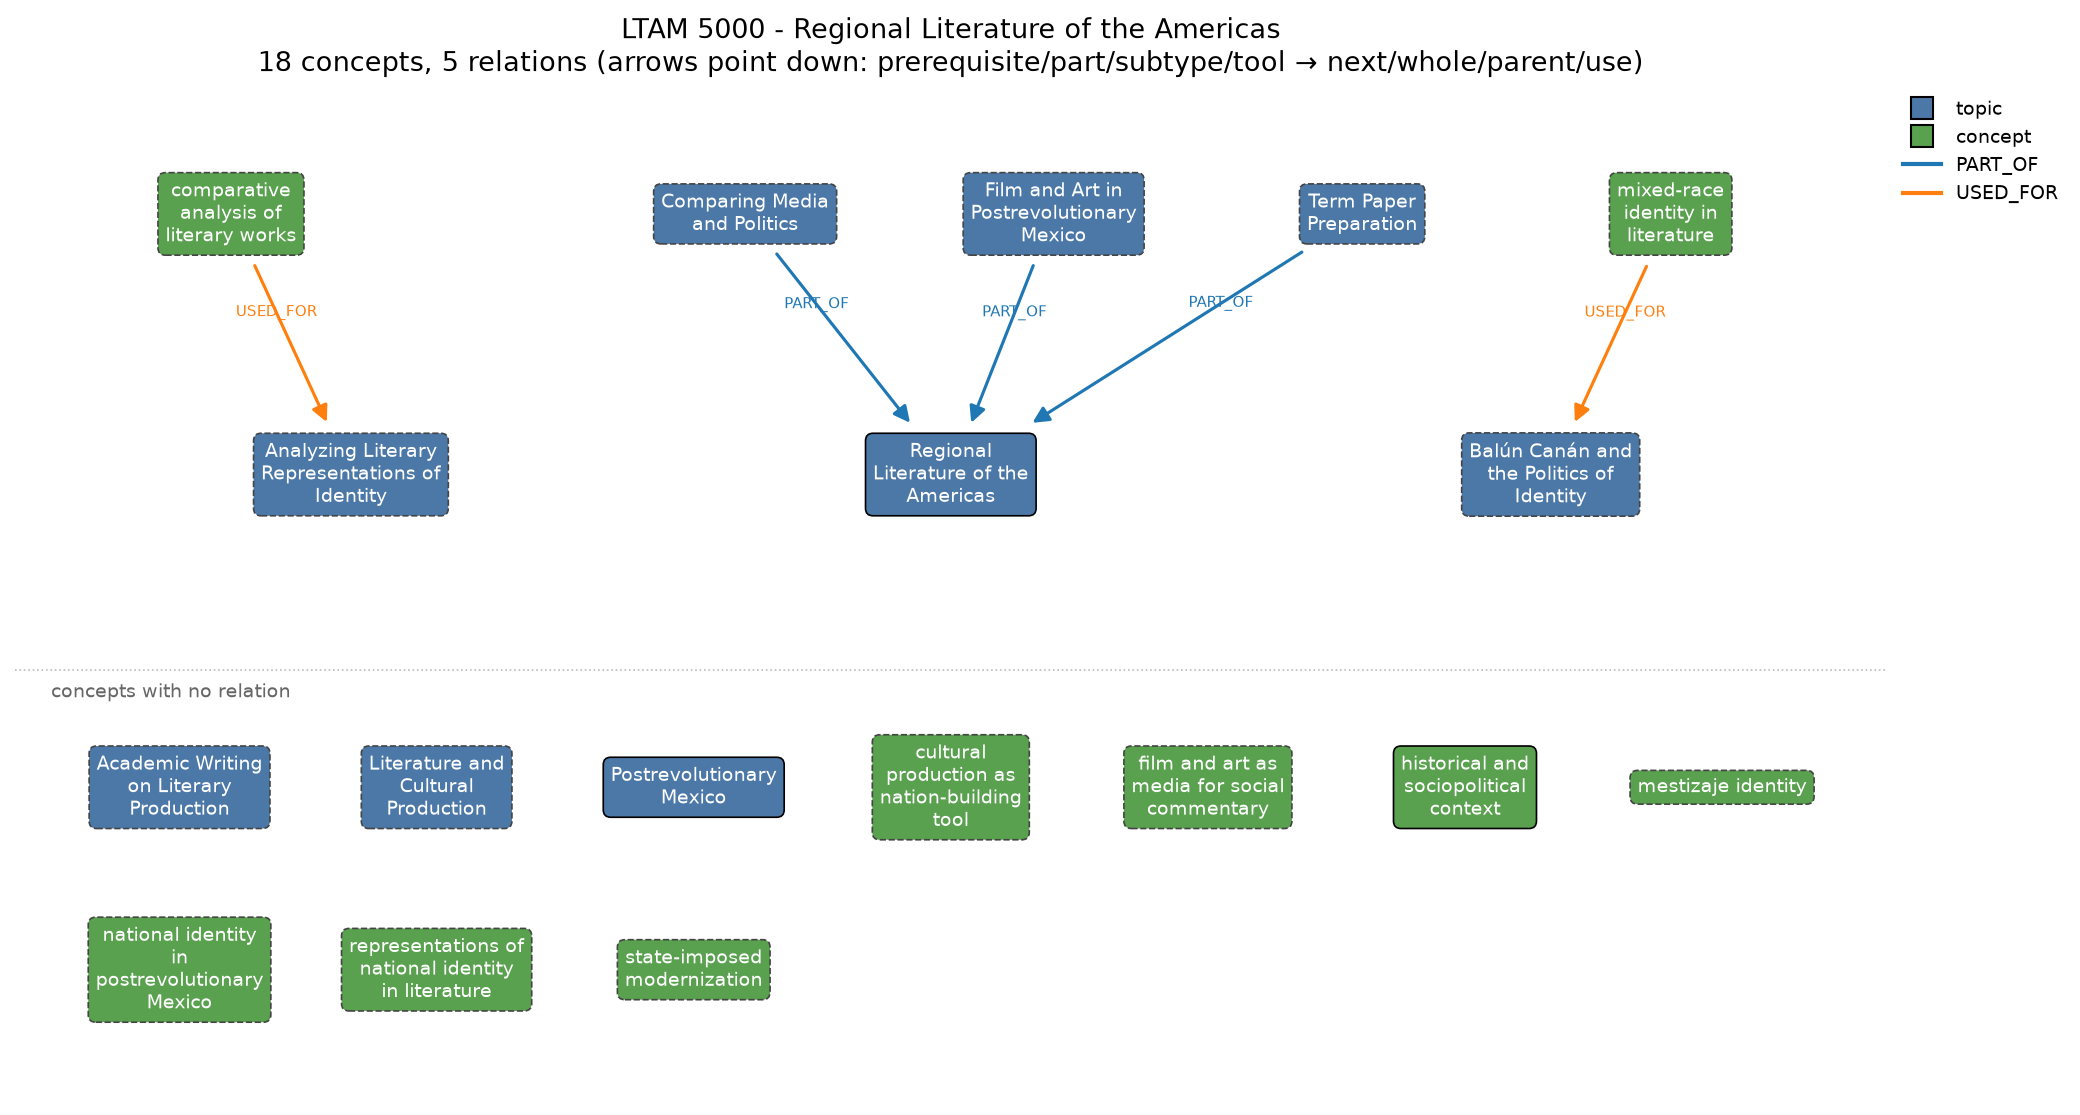 LTAM 5000 - Regional Literature of the Americas
18 concepts, 5 relations (arrows point down: prerequisite/part/subtype/tool → next/whole/parent/use)
topic
concept
PART_OF
USED_FOR
comparative
analysis of
literary works
Comparing Media
and Politics
Film and Art in
Postrevolutionary
Mexico
Term Paper
Preparation
mixed-race
identity in
literature
USED_FOR
PART_OF
PART_OF
PART_OF
USED_FOR
Analyzing Literary
Representations of
Identity
Regional
Literature of the
Americas
Balún Canán and
the Politics of
Identity
concepts with no relation
Academic Writing
on Literary
Production
Literature and
Cultural
Production
Postrevolutionary
Mexico
cultural
production as
nation-building
tool
film and art as
media for social
commentary
historical and
sociopolitical
context
mestizaje identity
national identity
in
postrevolutionary
Mexico
representations of
national identity
in literature
state-imposed
modernization